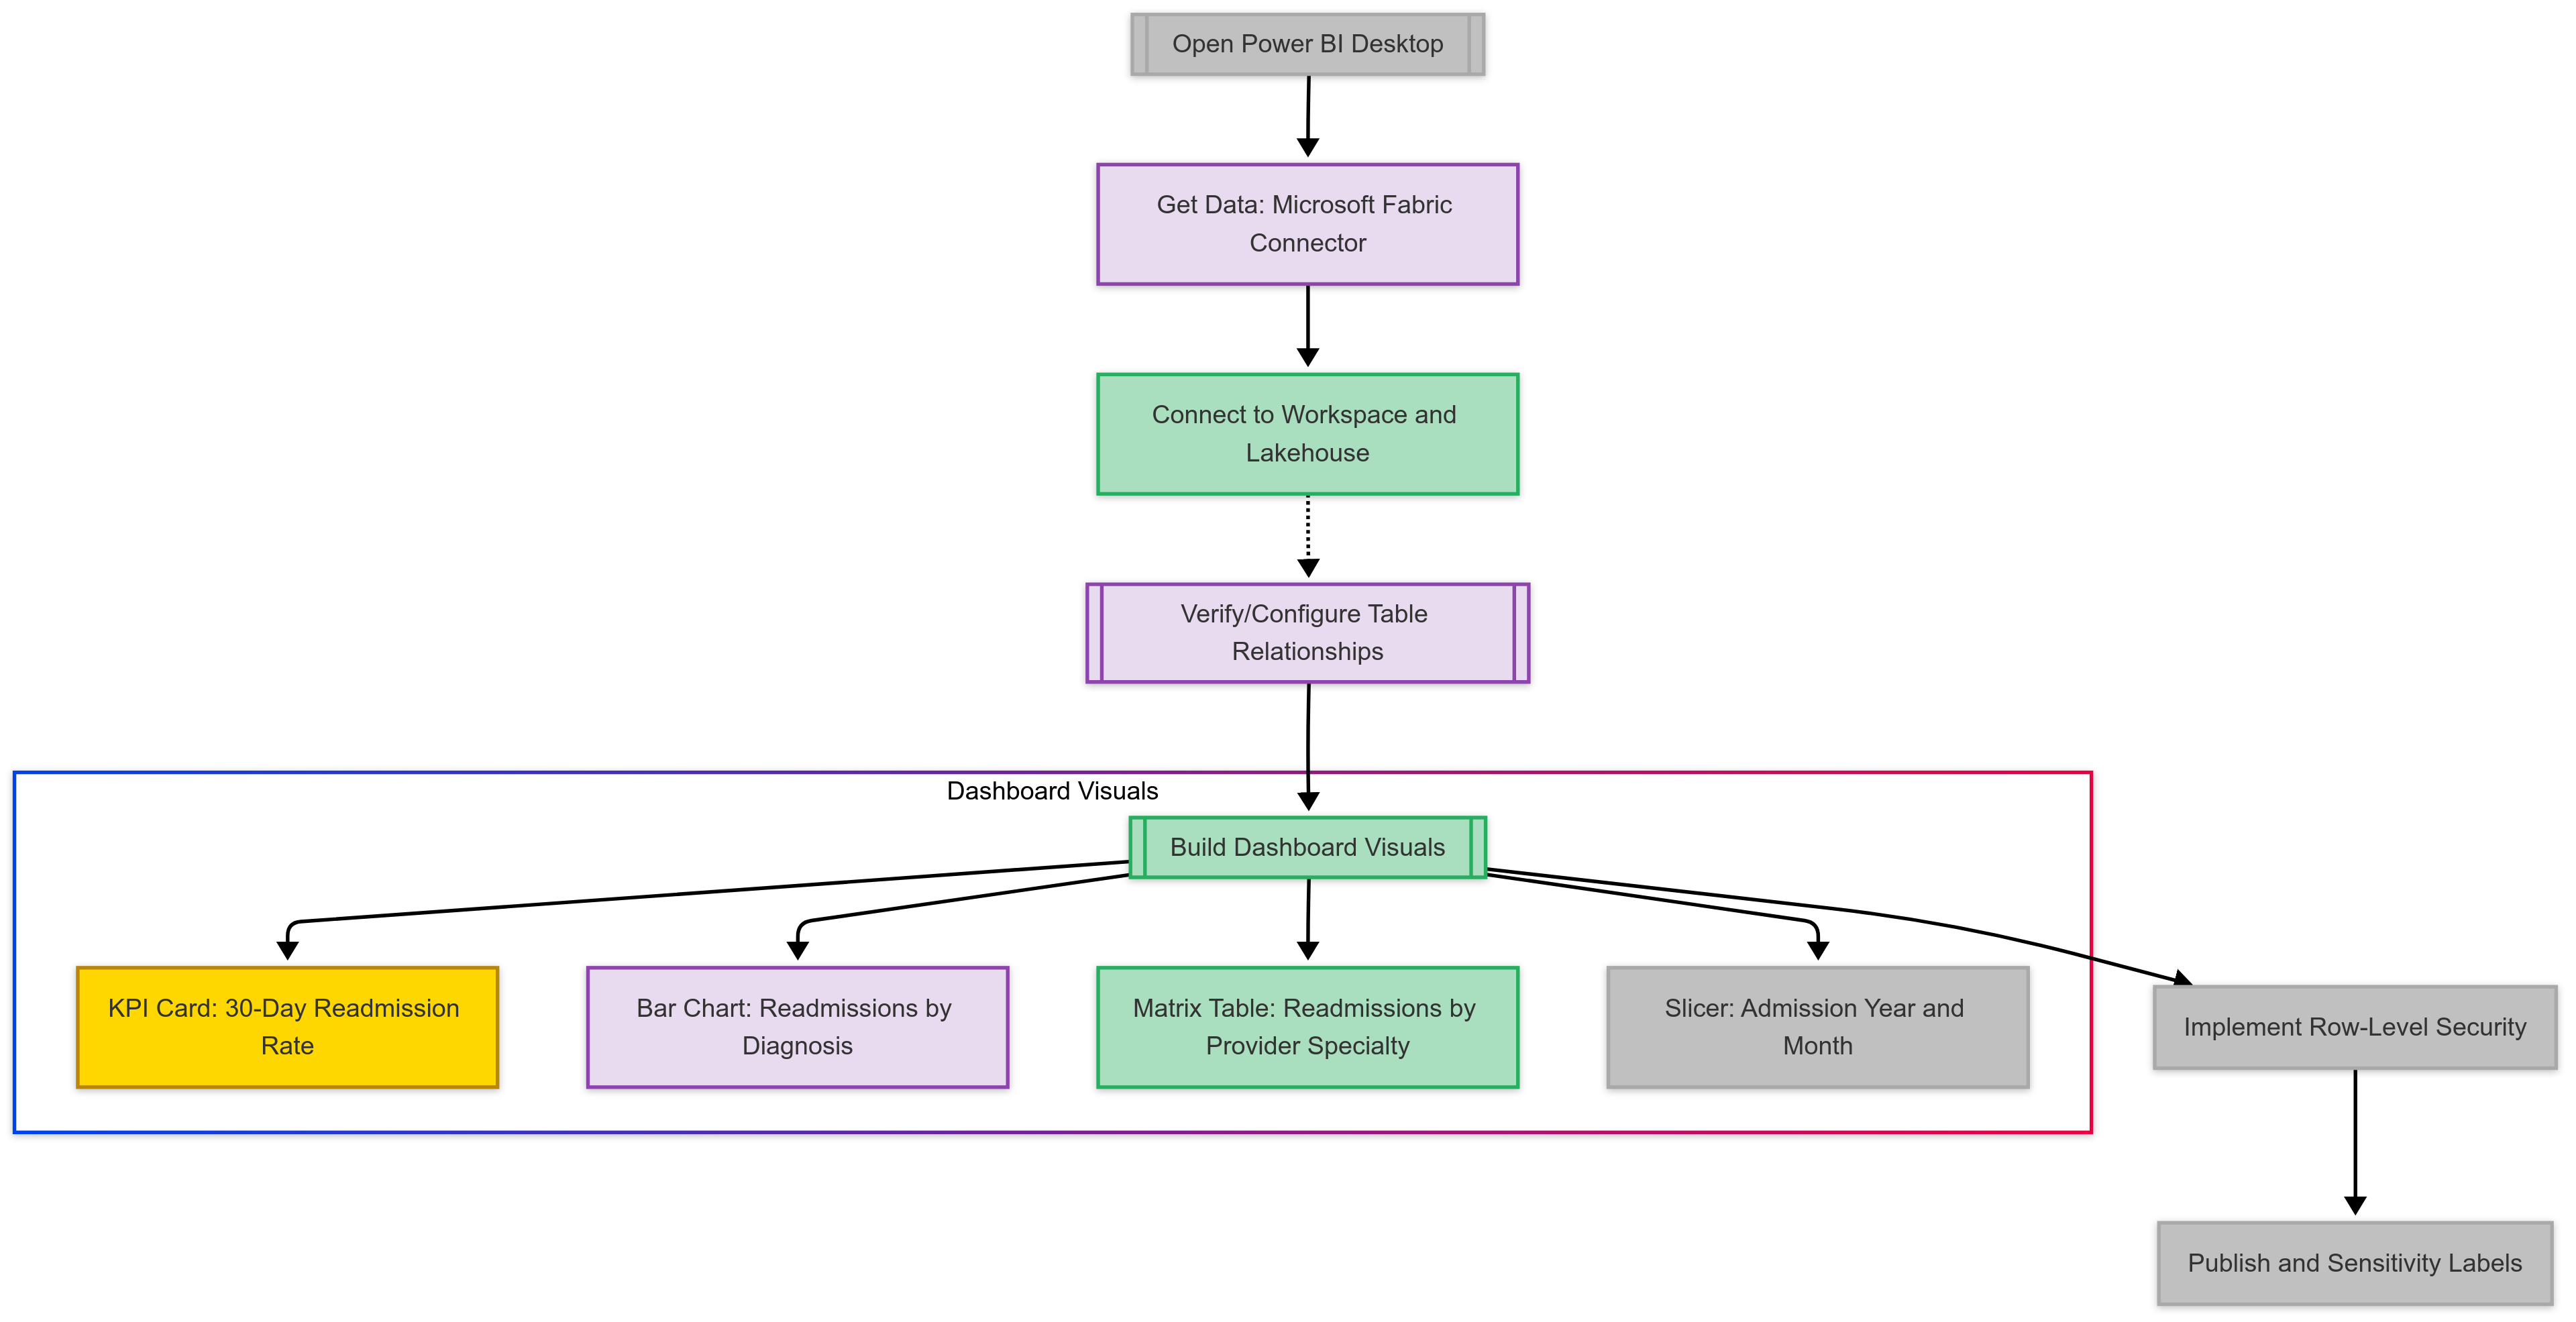 Open Power BI Desktop
Get Data: Microsoft Fabric
Connector
Connect to Workspace and
Lakehouse
Verify/Configure Table
Relationships
Dashboard Visuals
Build Dashboard Visuals
KPI Card: 30-Day Readmission
Rate
Bar Chart: Readmissions by
Diagnosis
Matrix Table: Readmissions by
Provider Specialty
Slicer: Admission Year and
Month
Implement Row-Level Security
Publish and Sensitivity Labels